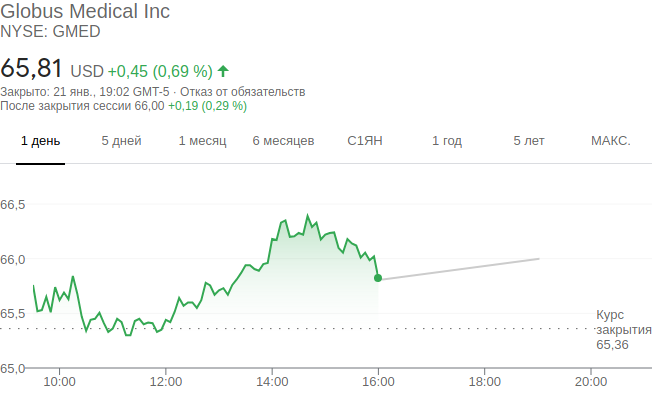 Globus Medical Inc
NYSE: GMED
65,81 USD +0,45 (0,69 %)
Закрыто: 21 янв., 19:02 GMT-5 · Отказ от обязательств
После закрытия сессии 66,00 +0,19 (0,29 %)
1 день 5 дней 1 месяц 6 месяцев С1ЯН 1 год 5 лет МАКС.
66,5
66,0
65,5
Курс
закрытия
65,36
65,0
10:00 12:00 14:00 16:00 18:00 20:00